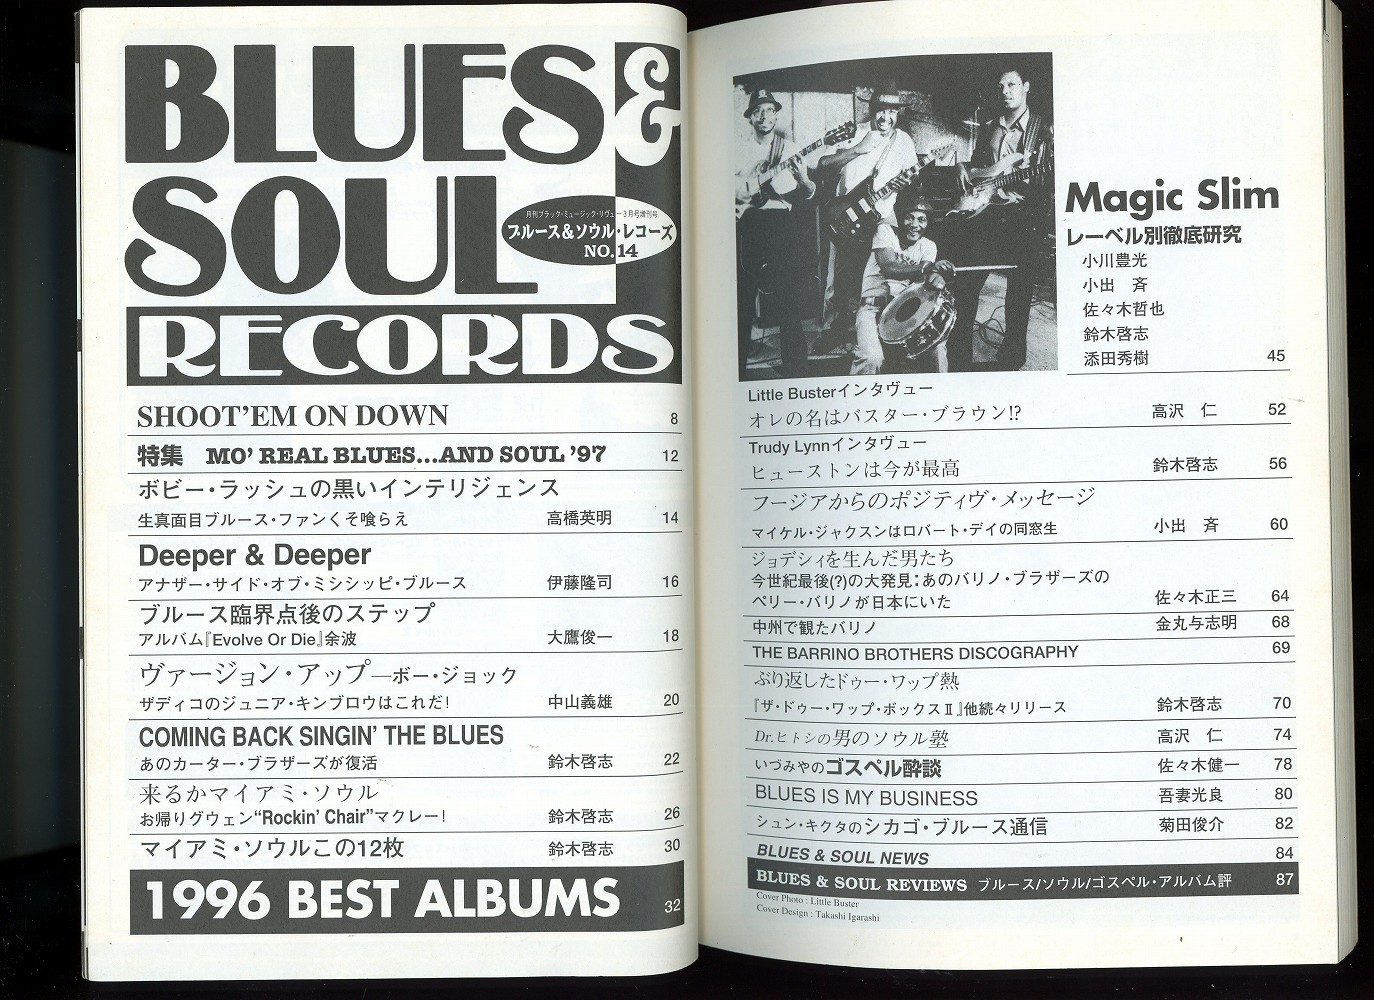 BLUES &
SOUL
月刊ブラック・ミュージック・リヴュー3月号増刊号
ブルース&ソウル・レコーズ
NO.14
RECORDS
SHOOT'EM ON DOWN 8
特集 MO' REAL BLUES...AND SOUL '97 12
ボビー・ラッシュの黒いインテリジェンス
生真面目ブルース・ファンくそ喰らえ 高橋英明 14
Deeper & Deeper
アナザー・サイド・オブ・ミシシッピ・ブルース 伊藤隆司 16
ブルース臨界点後のステップ
アルバム『Evolve Or Die』余波 大鷹俊一 18
ヴァージョン・アップ—ボー・ジョック
ザディコのジュニア・キンブロウはこれだ! 中山義雄 20
COMING BACK SINGIN' THE BLUES
あのカーター・ブラザーズが復活 鈴木啓志 22
来るかマイアミ・ソウル
お帰りグウェン“Rockin' Chair”マクレー! 鈴木啓志 26
マイアミ・ソウルこの12枚 鈴木啓志 30
1996 BEST ALBUMS 32
Magic Slim
レーベル別徹底研究
小川豊光
小出 斉
佐々木哲也
鈴木啓志
添田秀樹 45
Little Busterインタヴュー
オレの名はバスター・ブラウン!? 高沢 仁 52
Trudy Lynnインタヴュー
ヒューストンは今が最高 鈴木啓志 56
フージアからのポジティヴ・メッセージ
マイケル・ジャクスンはロバート・デイの同窓生 小出 斉 60
ジョデシィを生んだ男たち
今世紀最後(?)の大発見：あのバリノ・ブラザーズの
ペリー・バリノが日本にいた 佐々木正三 64
中州で観たバリノ 金丸与志明 68
THE BARRINO BROTHERS DISCOGRAPHY 69
ぶり返したドゥー・ワップ熱
『ザ・ドゥー・ワップ・ボックスⅡ』他続々リリース 鈴木啓志 70
Dr.ヒトシの男のソウル塾 高沢 仁 74
いづみやのゴスペル酔談 佐々木健一 78
BLUES IS MY BUSINESS 吾妻光良 80
シュン・キクタのシカゴ・ブルース通信 菊田俊介 82
BLUES & SOUL NEWS 84
BLUES & SOUL REVIEWS ブルース/ソウル/ゴスペル・アルバム評 87
Cover Photo : Little Buster
Cover Design : Takashi Igarashi